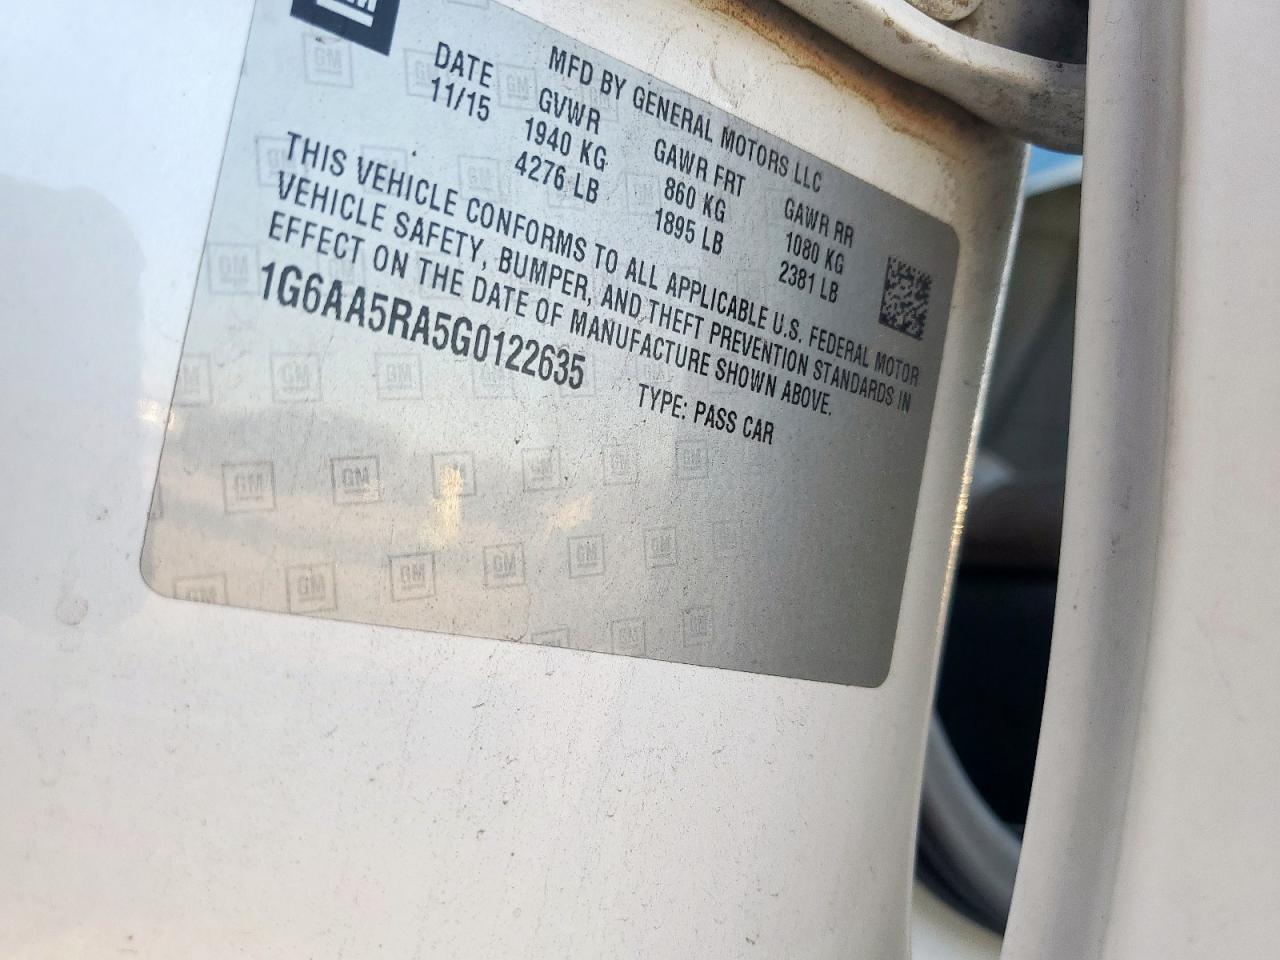 GM
MFD BY GENERAL MOTORS LLC
DATE GVWR GAWR FRT GAWR RR
11/15 1940 KG 860 KG 1080 KG
4276 LB 1895 LB 2381 LB
THIS VEHICLE CONFORMS TO ALL APPLICABLE U.S. FEDERAL MOTOR
VEHICLE SAFETY, BUMPER, AND THEFT PREVENTION STANDARDS IN
EFFECT ON THE DATE OF MANUFACTURE SHOWN ABOVE.
1G6AA5RA5G0122635 TYPE: PASS CAR